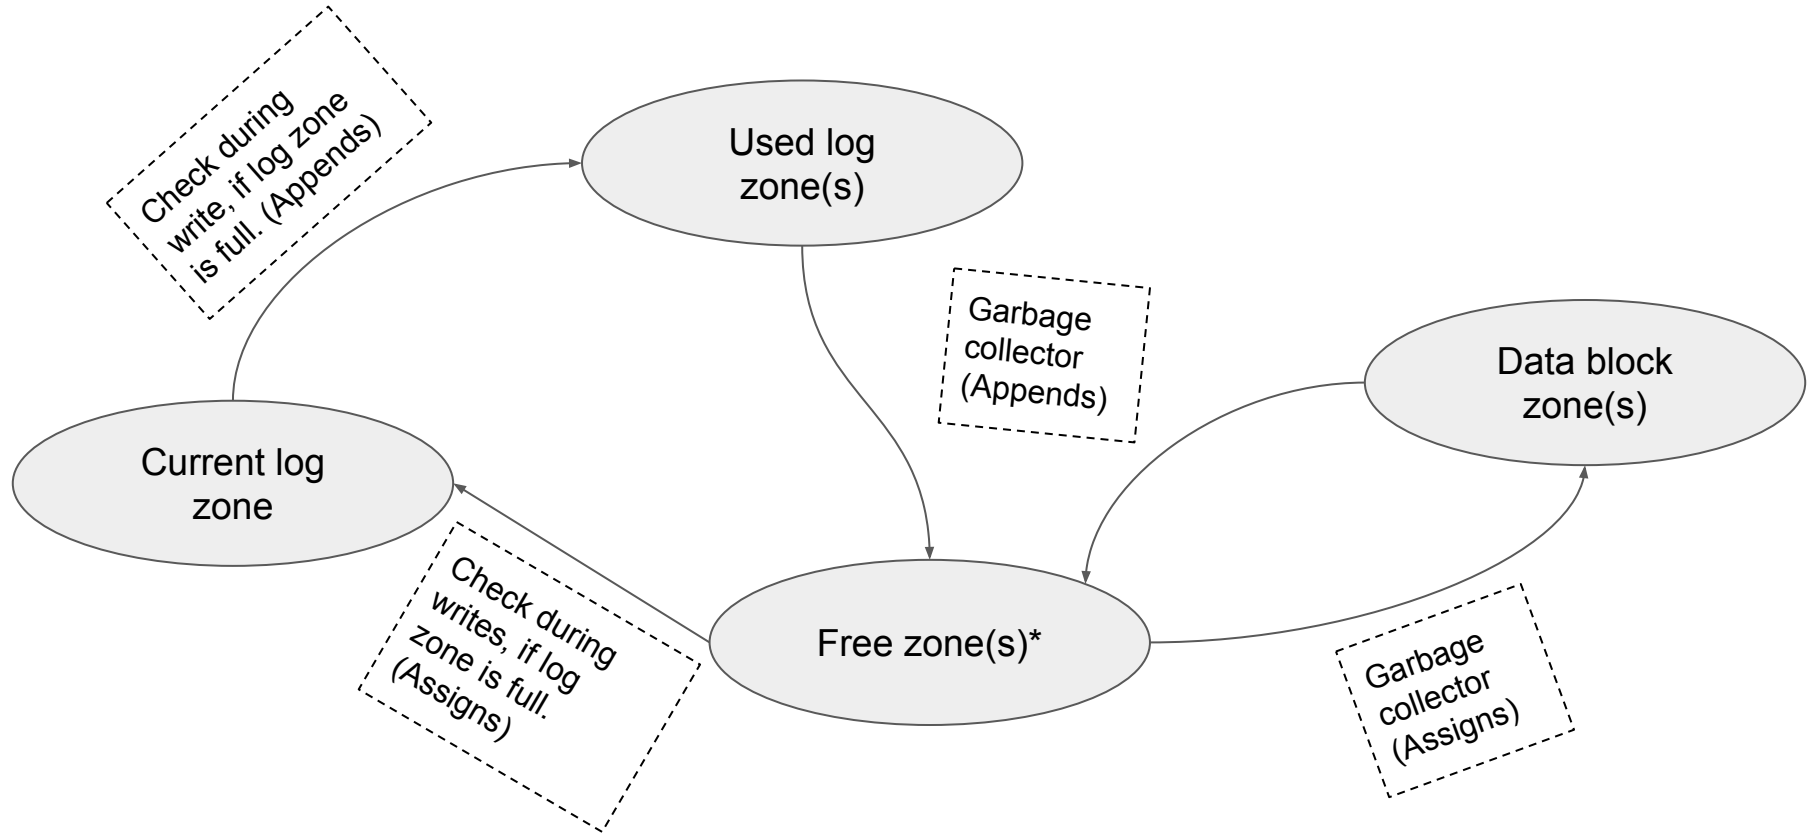 Check during
write, if log zone
is full. (Appends)
Used log
zone(s)
Garbage
collector
(Appends)
Data block
zone(s)
Current log
zone
Check during
writes, if log
zone is full.
(Assigns)
Free zone(s)*
Garbage
collector
(Assigns)